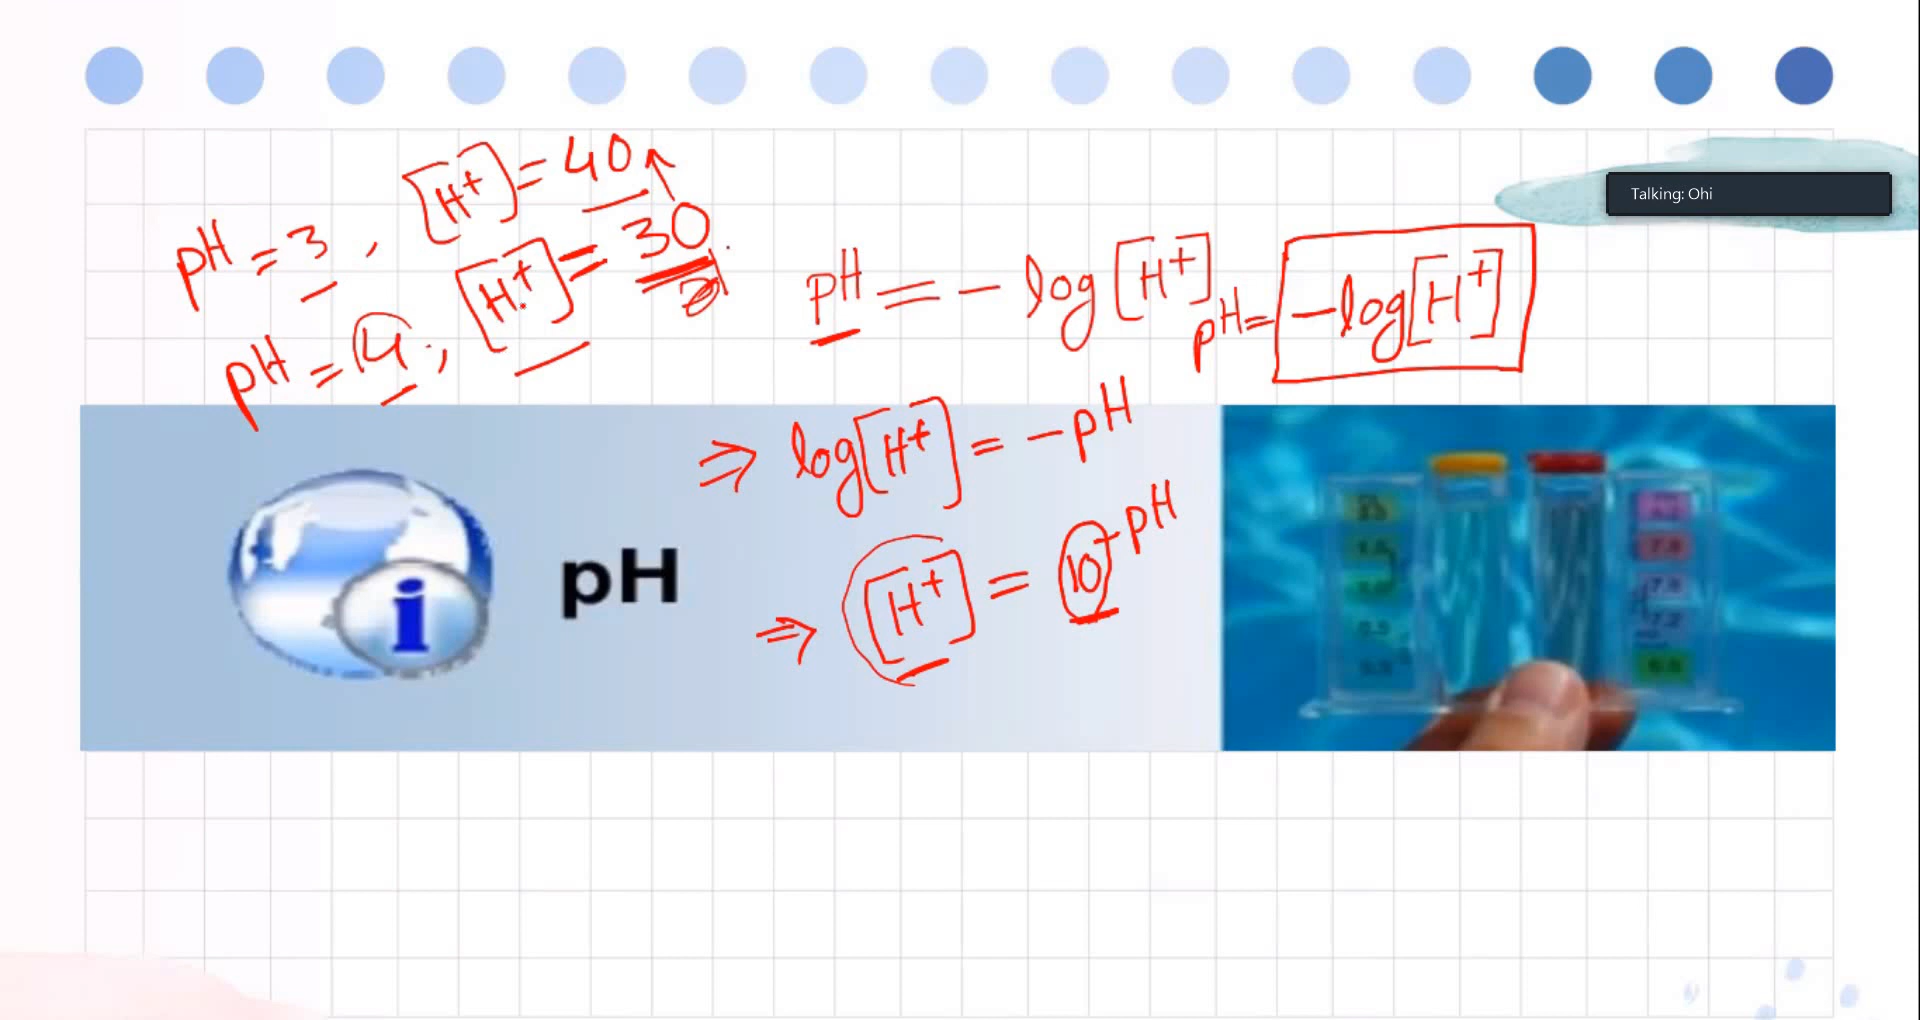 Talking: Ohi
pH = 3, [H+] = 40
pH = 4, [H+] = 30
pH = - log [H+]
pH = -log[H+]
⇒ log[H+] = -pH
⇒ [H+] = 10-pH
i
pH